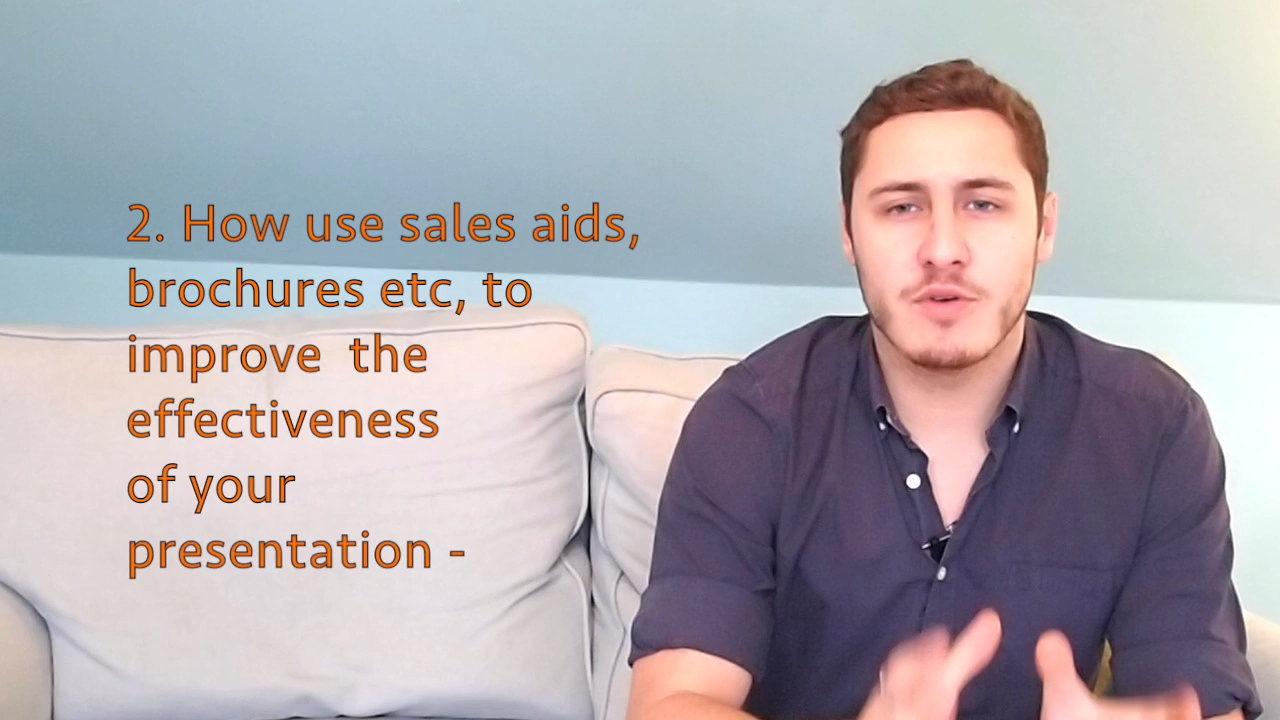 2. How use sales aids,
brochures etc, to
improve  the
effectiveness
of your
presentation -